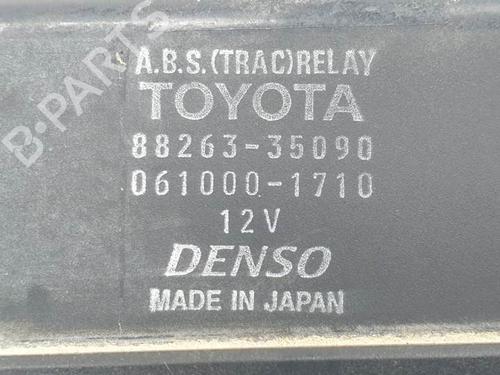 B-PARTS
A.B.S.(TRAC)RELAY
TOYOTA
88263-35090
061000-1710
12V
DENSO
MADE IN JAPAN